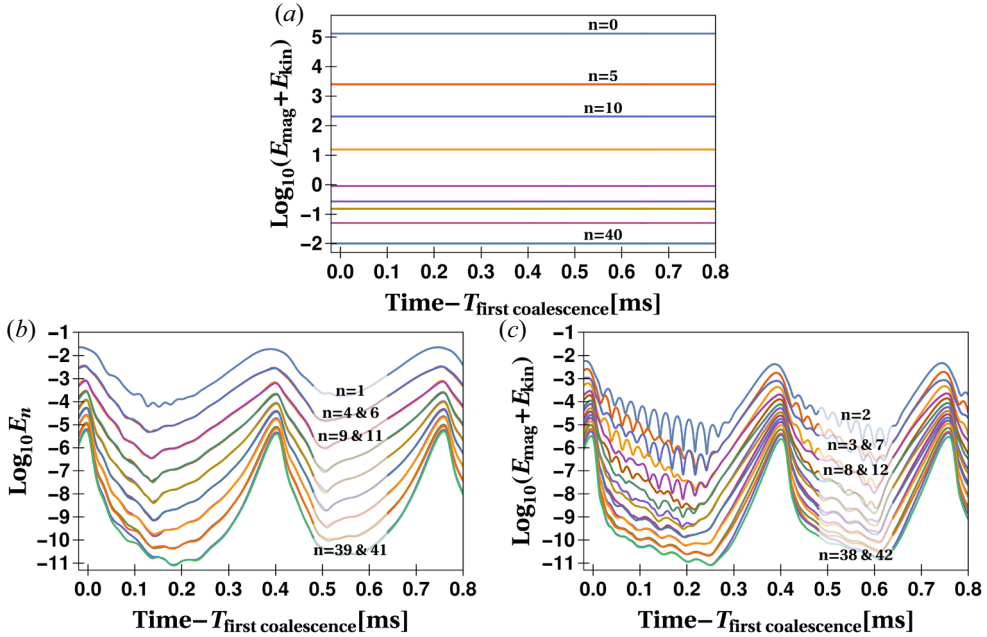 (a)
Log10(Emag+Ekin)
5
4
3
2
1
0
−1
−2
n=0
n=5
n=10
n=40
0.0 0.1 0.2 0.3 0.4 0.5 0.6 0.7 0.8
Time−Tfirst coalescence[ms]
(b)
Log10 En
−1
−2
−3
−4
−5
−6
−7
−8
−9
−10
−11
n=1
n=4 & 6
n=9 & 11
n=39 & 41
0.0 0.1 0.2 0.3 0.4 0.5 0.6 0.7 0.8
Time−Tfirst coalescence[ms]
(c)
Log10(Emag+Ekin)
−1
−2
−3
−4
−5
−6
−7
−8
−9
−10
−11
n=2
n=3 & 7
n=8 & 12
n=38 & 42
0.0 0.1 0.2 0.3 0.4 0.5 0.6 0.7 0.8
Time−Tfirst coalescence[ms]